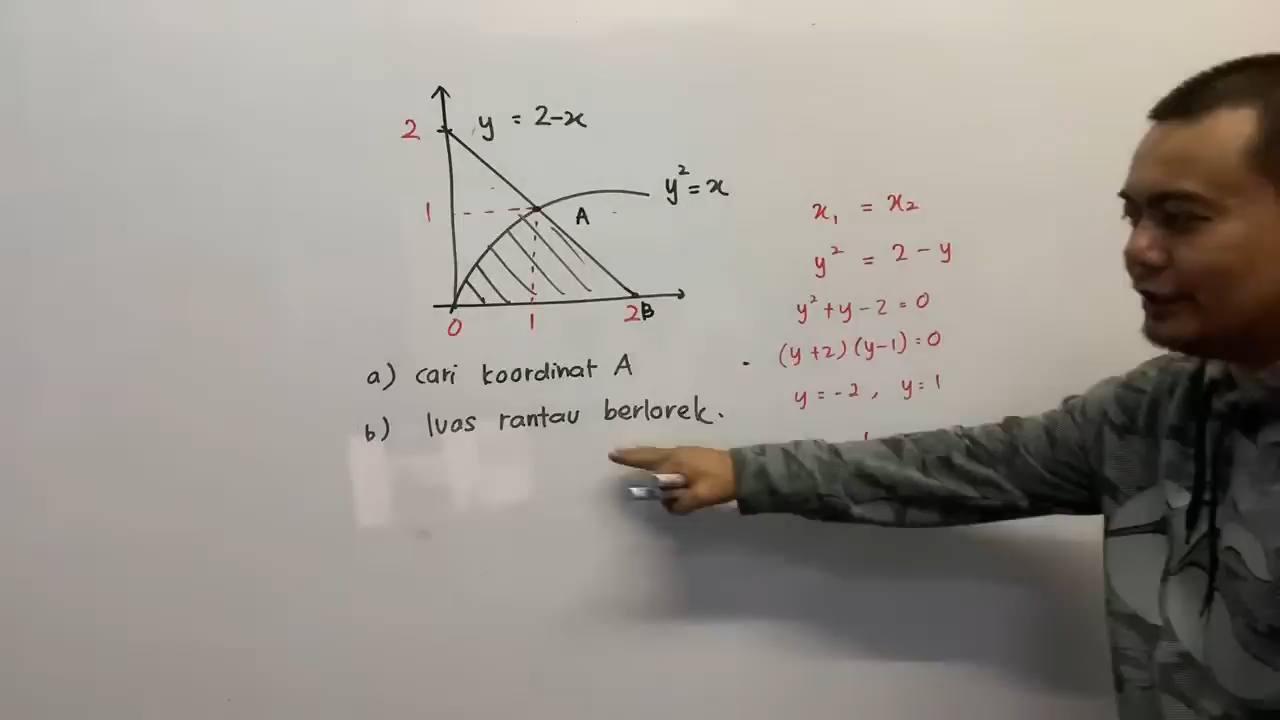 y = 2-x
2
y² = x
1
A
0
1
2
B
a) cari koordinat A
b) luas rantau berlorek.
x₁ = x₂
y² = 2 - y
y² + y - 2 = 0
(y + 2) (y - 1) = 0
y = -2 , y = 1